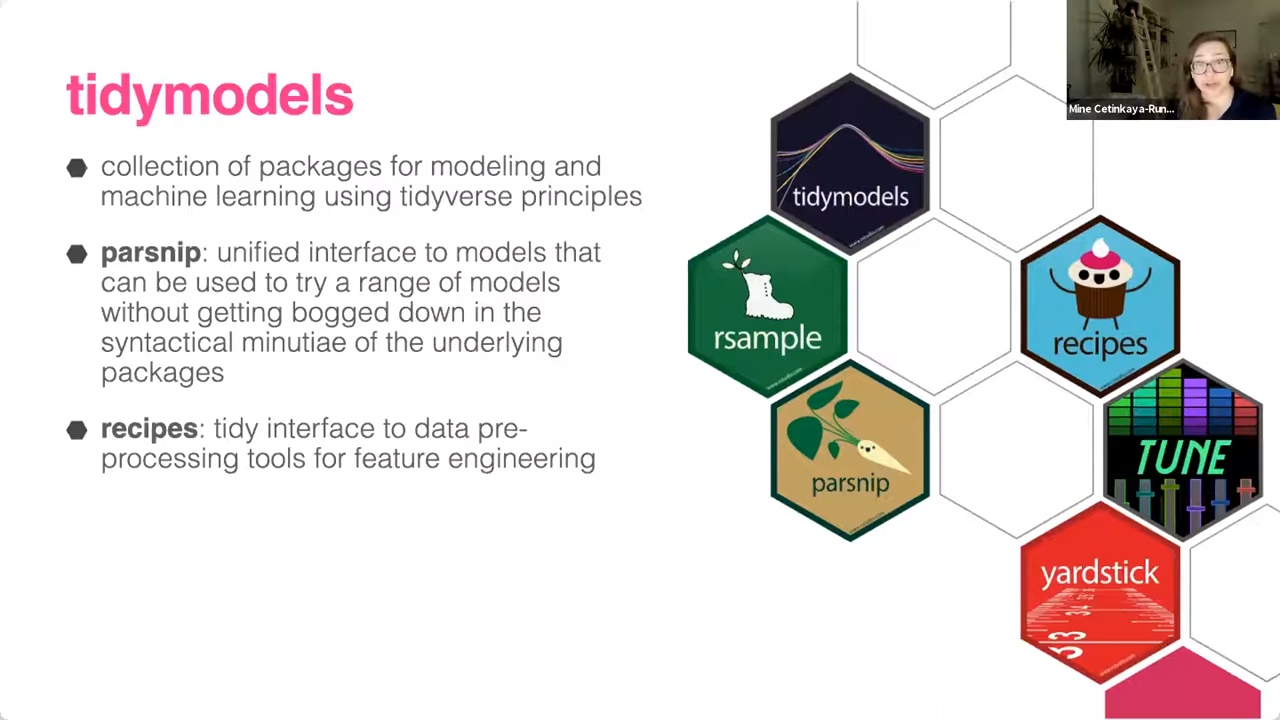 tidymodels
collection of packages for modeling and
machine learning using tidyverse principles
parsnip: unified interface to models that
can be used to try a range of models
without getting bogged down in the
syntactical minutiae of the underlying
packages
recipes: tidy interface to data pre-
processing tools for feature engineering
Mine Cetinkaya-Run...
tidymodels
rsample
recipes
parsnip
TUNE
yardstick